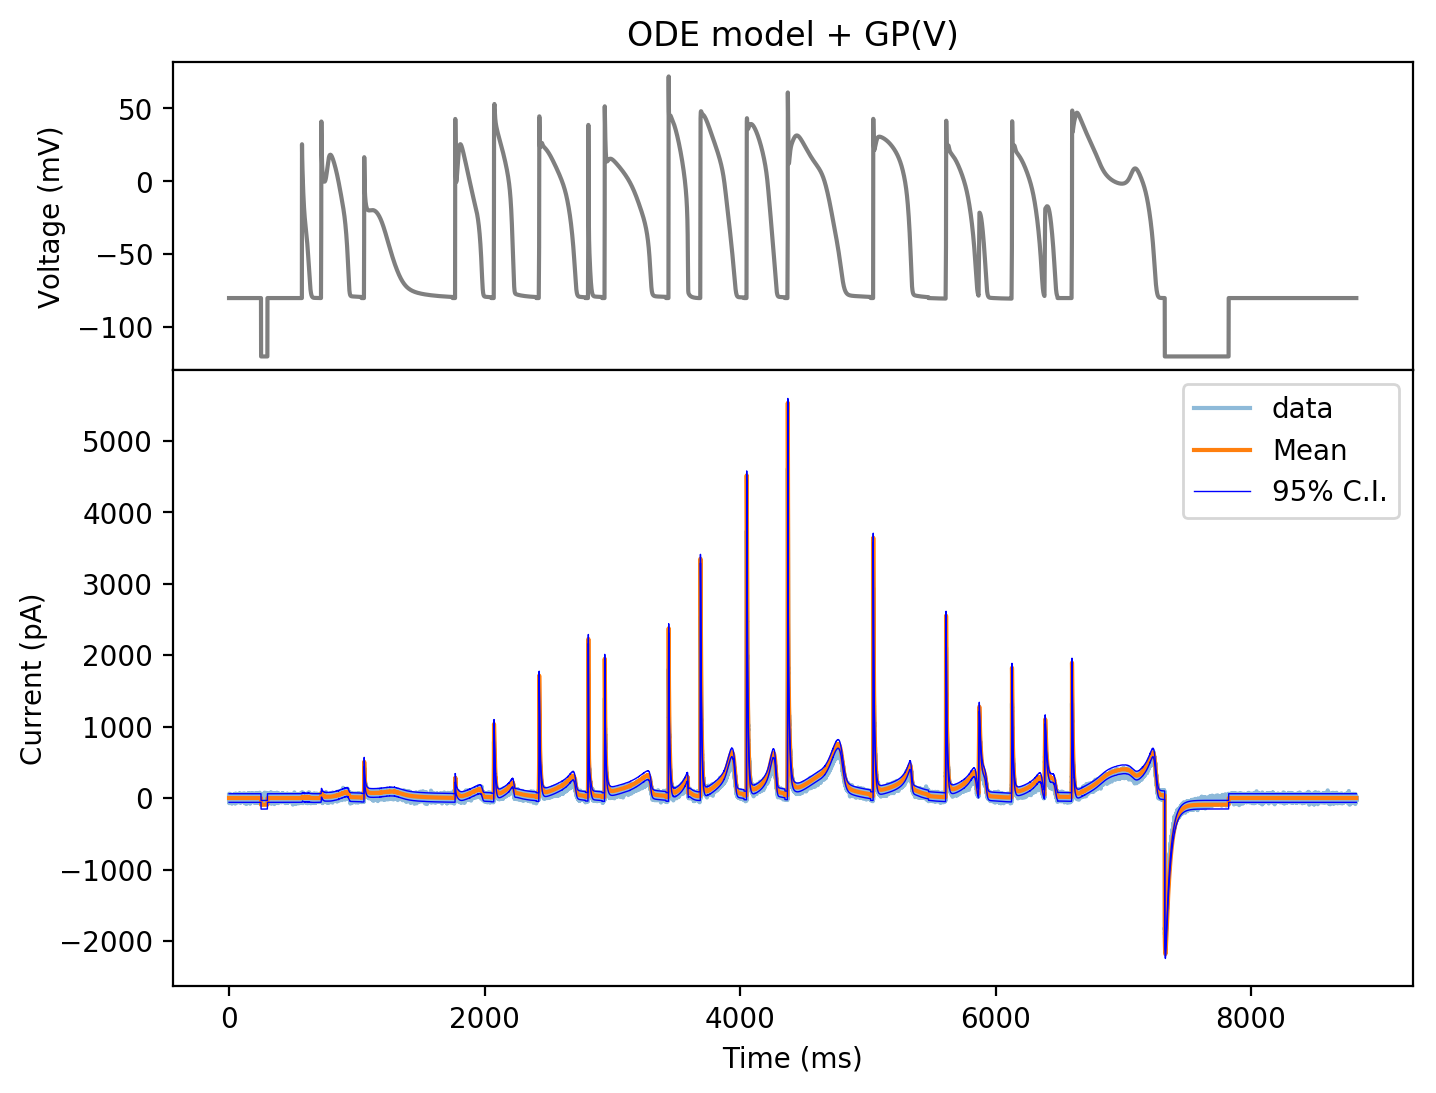 ODE model + GP(V)
Voltage (mV)
50
0
−50
−100
data
Mean
95% C.I.
Current (pA)
5000
4000
3000
2000
1000
0
−1000
−2000
0 2000 4000 6000 8000
Time (ms)